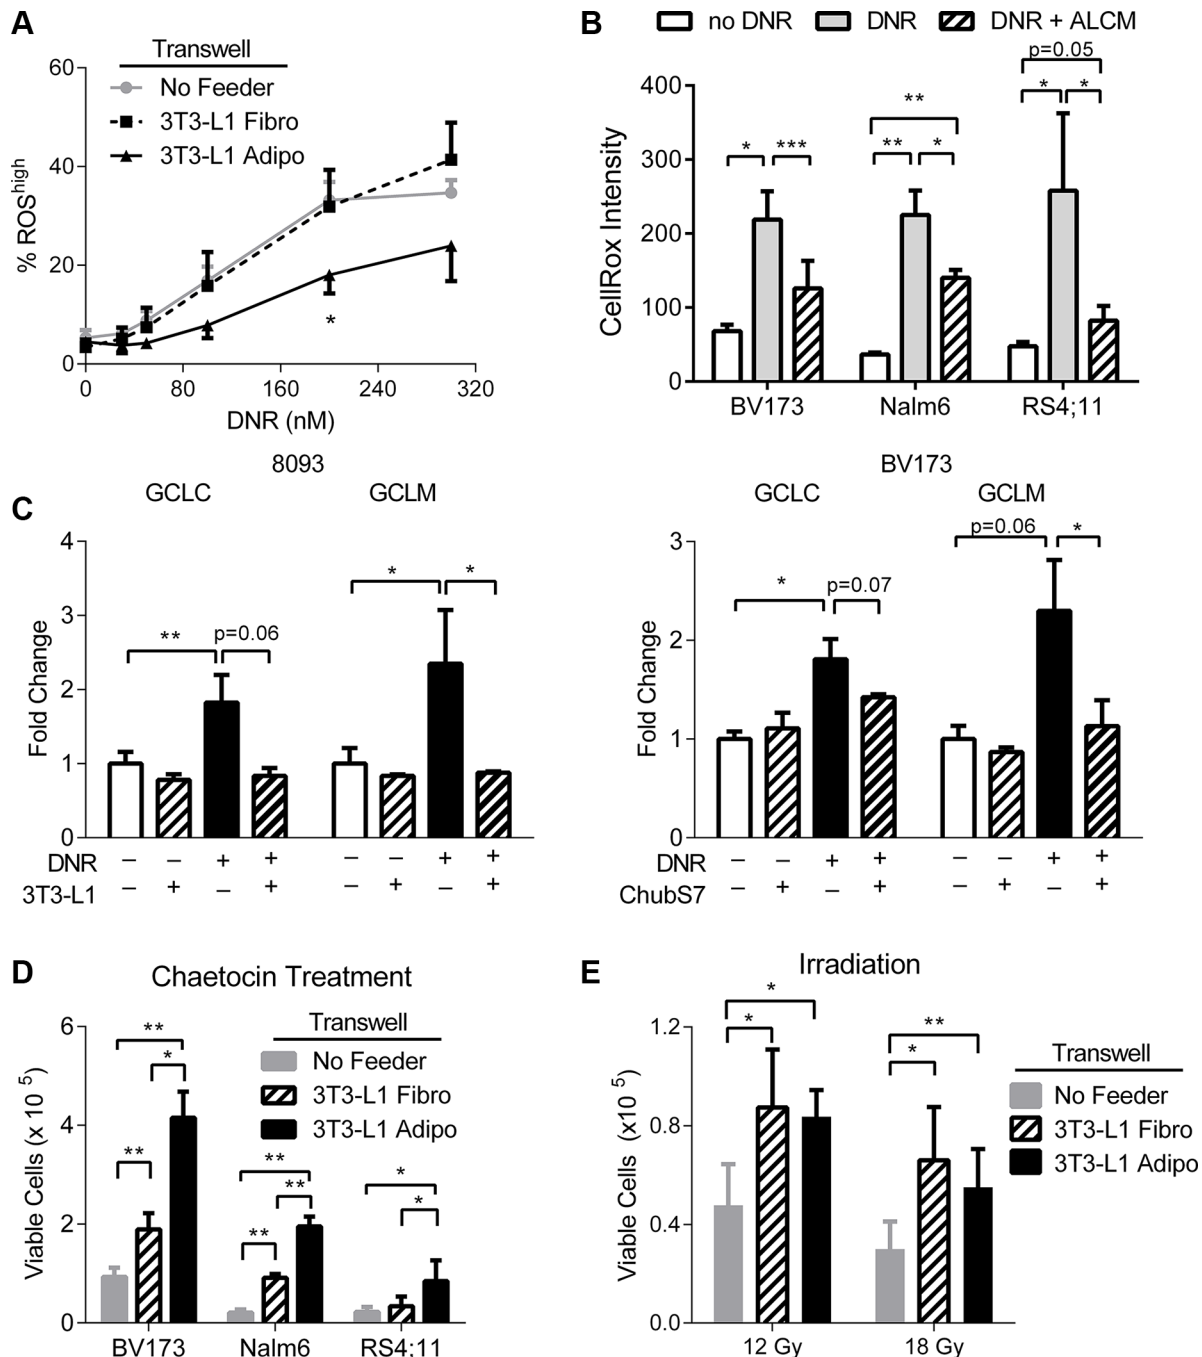 A
Transwell
No Feeder
3T3-L1 Fibro
3T3-L1 Adipo
% ROShigh
60
40
20
0
*
0 80 160 240 320
DNR (nM)
B
no DNR DNR DNR + ALCM
CellRox Intensity
p=0.05
* *
**
** *
* ***
400
300
200
100
0
BV173 Nalm6 RS4;11
C
8093
GCLC GCLM
Fold Change
4
3
2
1
0
** p=0.06 * *
DNR – – + + – – + +
3T3-L1 – + – + – + – +
BV173
GCLC GCLM
Fold Change
3
2
1
0
* p=0.07 p=0.06 *
DNR – – + + – – + +
ChubS7 – + – + – + – +
D
Chaetocin Treatment
Transwell
No Feeder
3T3-L1 Fibro
3T3-L1 Adipo
Viable Cells (x 10 5)
6
4
2
0
**
*
**
**
**
**
*
*
BV173 Nalm6 RS4;11
E
Irradiation
Transwell
No Feeder
3T3-L1 Fibro
3T3-L1 Adipo
Viable Cells (x10 5)
1.2
0.8
0.4
0.0
*
*
**
*
12 Gy 18 Gy